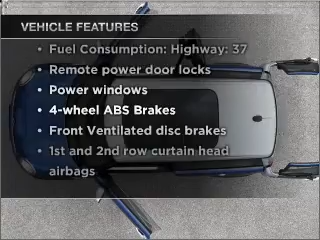 VEHICLE FEATURES
• Fuel Consumption: Highway: 37
• Remote power door locks
• Power windows
• 4-wheel ABS Brakes
• Front Ventilated disc brakes
• 1st and 2nd row curtain head
airbags